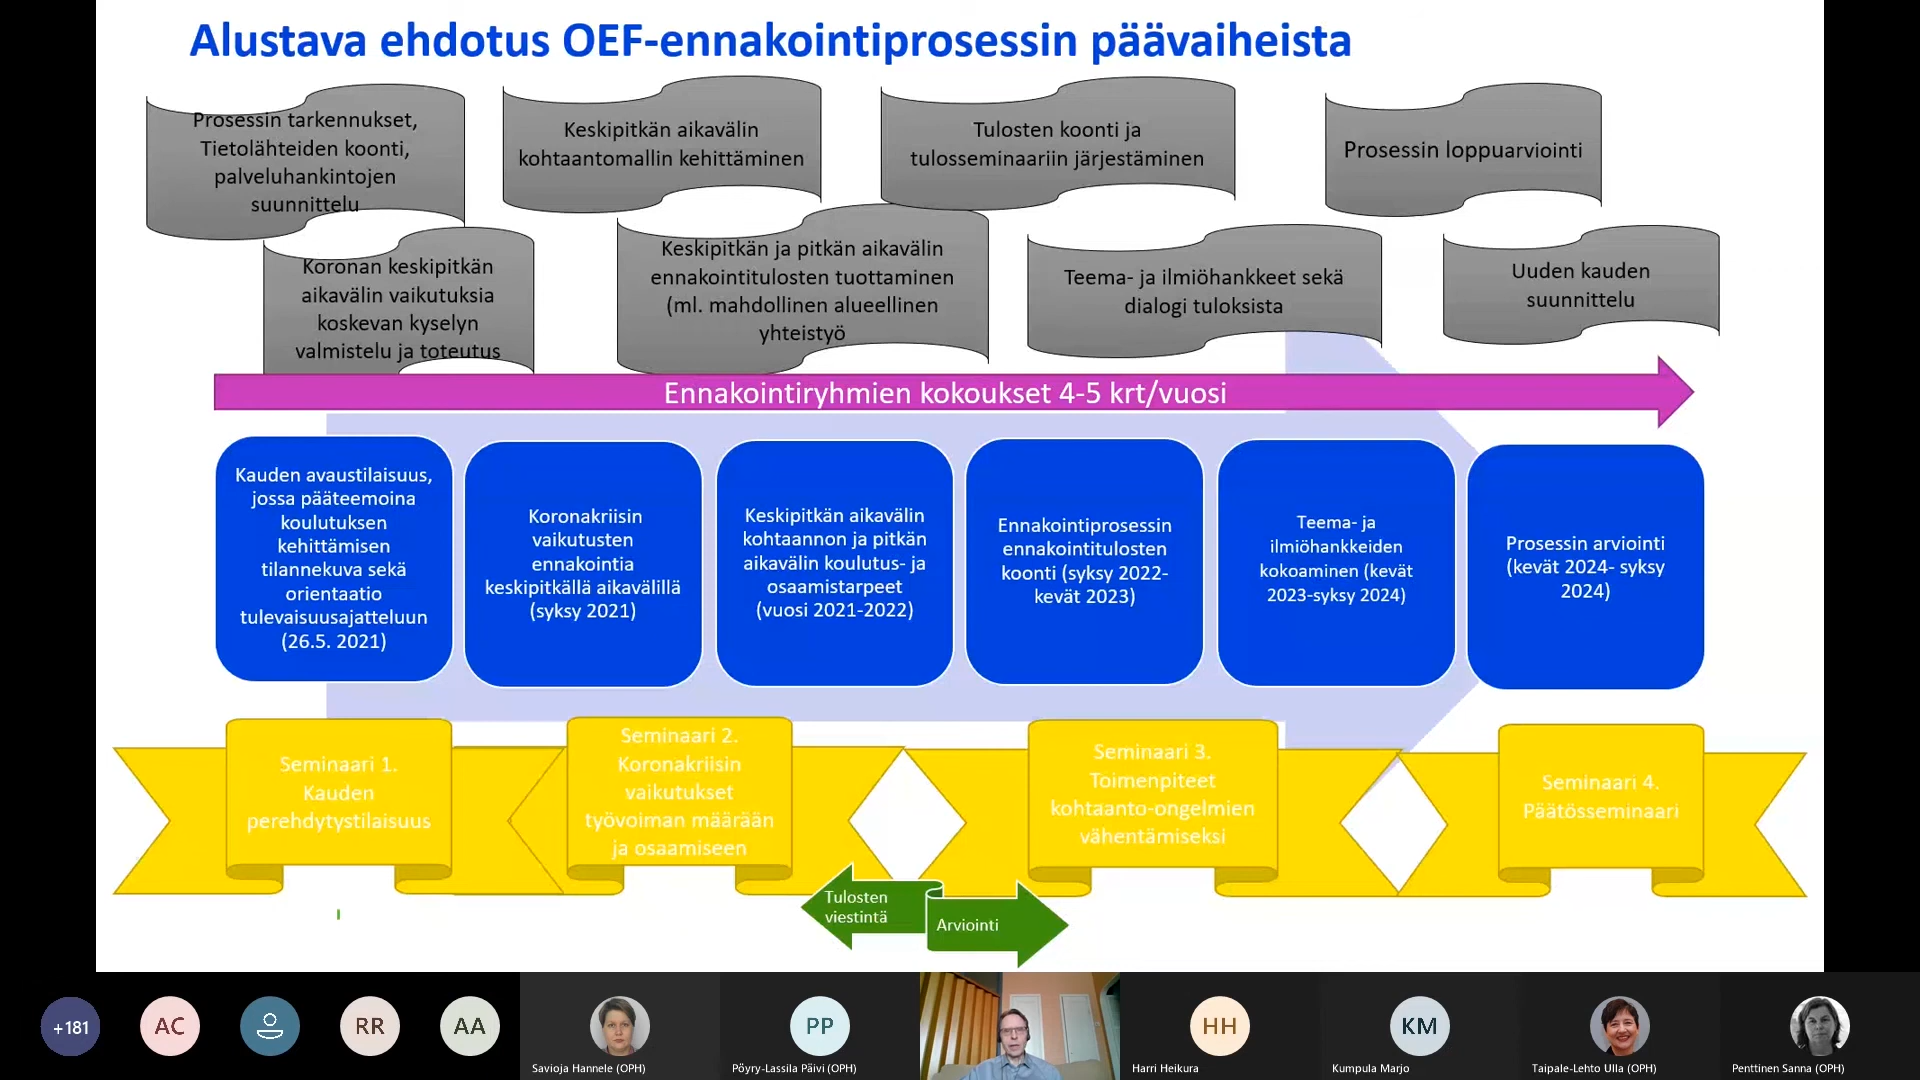 Alustava ehdotus OEF-ennakointiprosessin päävaiheista
Prosessin tarkennukset,
Tietolähteiden koonti,
palveluhankintojen
suunnittelu
Keskipitkän aikavälin
kohtaantomallin kehittäminen
Tulosten koonti ja
tulosseminaariin järjestäminen
Prosessin loppuarviointi
Koronan keskipitkän
aikavälin vaikutuksia
koskevan kyselyn
valmistelu ja toteutus
Keskipitkän ja pitkän aikavälin
ennakointitulosten tuottaminen
(ml. mahdollinen alueellinen
yhteistyö
Teema- ja ilmiöhankkeet sekä
dialogi tuloksista
Uuden kauden
suunnittelu
Ennakointiryhmien kokoukset 4-5 krt/vuosi
Kauden avaustilaisuus,
jossa pääteemoina
koulutuksen
kehittämisen
tilannekuva sekä
orientaatio
tulevaisuusajatteluun
(26.5. 2021)
Koronakriisin
vaikutusten
ennakointia
keskipitkällä aikavälillä
(syksy 2021)
Keskipitkän aikavälin
kohtaannon ja pitkän
aikavälin koulutus- ja
osaamistarpeet
(vuosi 2021-2022)
Ennakointiprosessin
ennakointitulosten
koonti (syksy 2022-
kevät 2023)
Teema- ja
ilmiöhankkeiden
kokoaminen (kevät
2023-syksy 2024)
Prosessin arviointi
(kevät 2024- syksy
2024)
Seminaari 1.
Kauden
perehdytystilaisuus
Seminaari 2.
Koronakriisin
vaikutukset
työvoiman määrään
ja osaamiseen
Seminaari 3.
Toimenpiteet
kohtaanto-ongelmien
vähentämiseksi
Seminaari 4.
Päätösseminaari
Tulosten
viestintä
Arviointi
+181
AC
RR
AA
PP
HH
KM
Savioja Hannele (OPH)
Pöyry-Lassila Päivi (OPH)
Harri Heikura
Kumpula Marjo
Taipale-Lehto Ulla (OPH)
Penttinen Sanna (OPH)